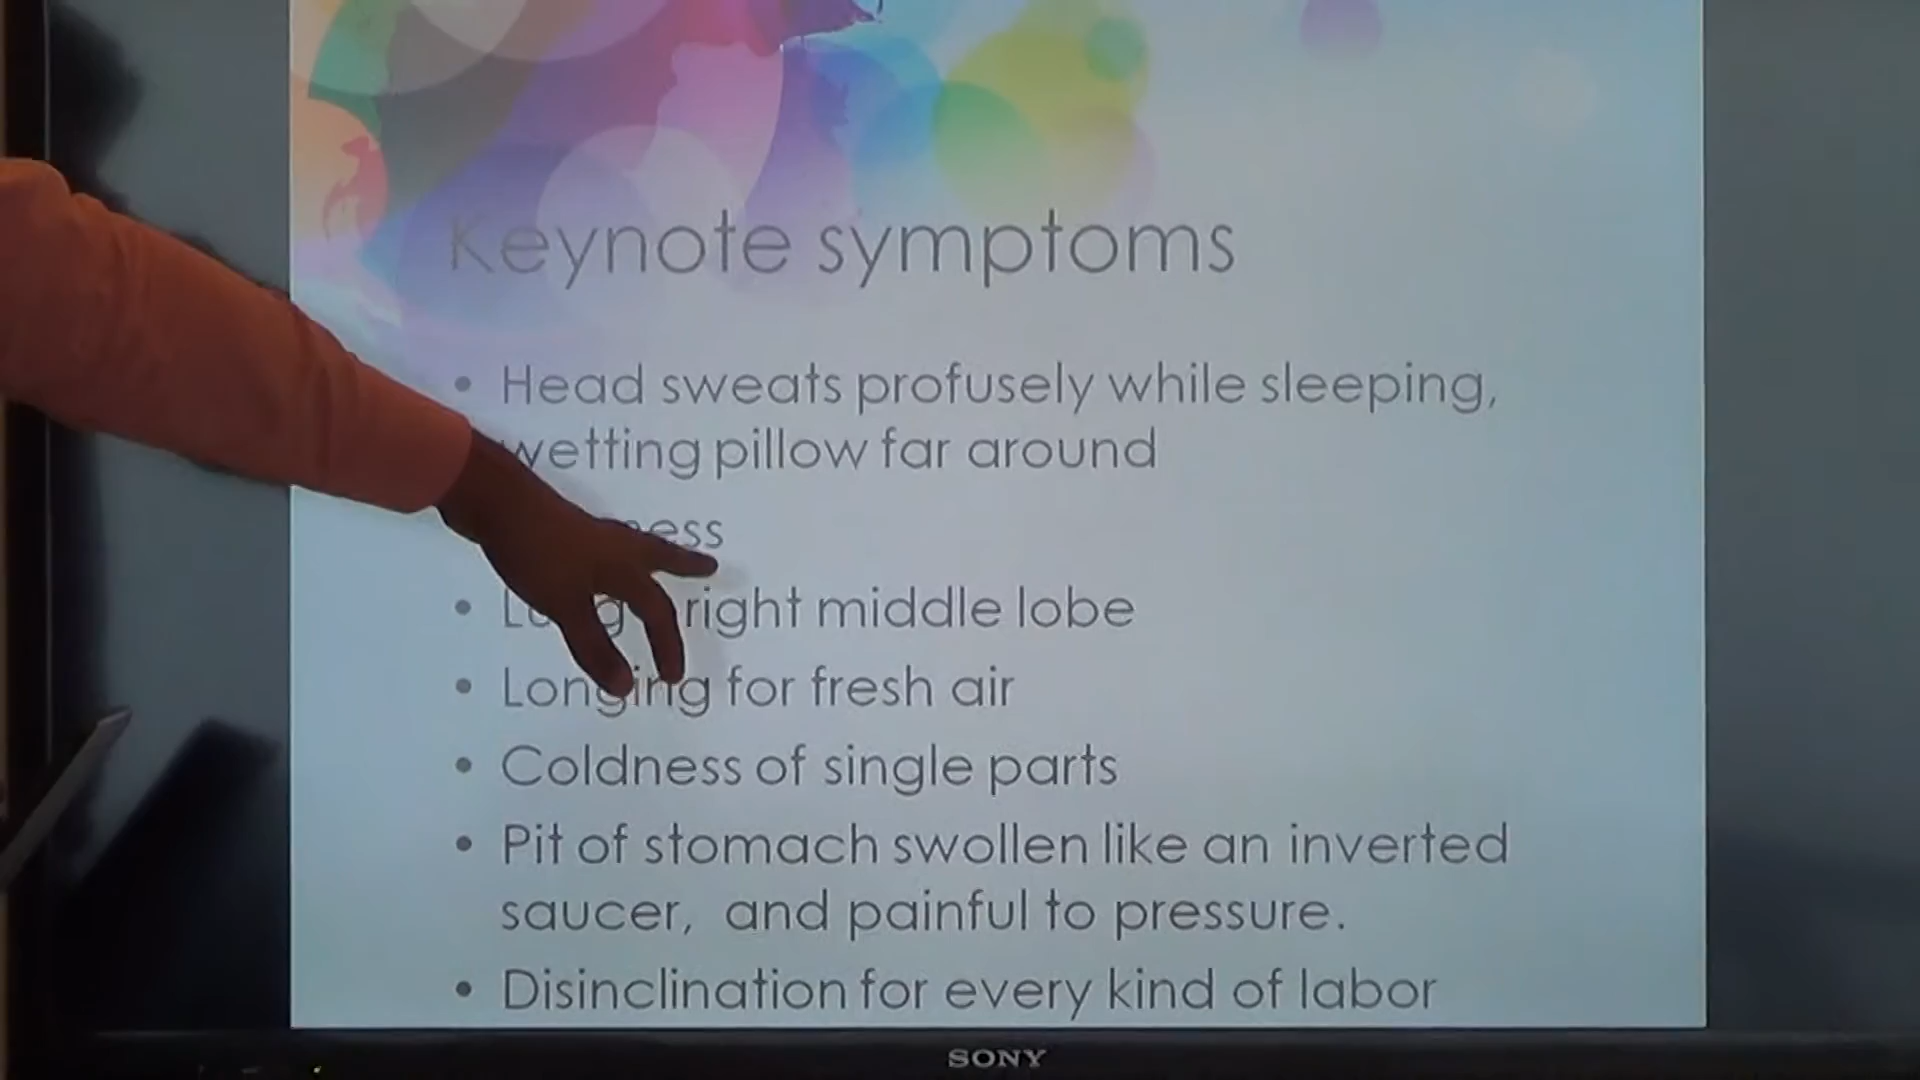 Keynote symptoms
• Head sweats profusely while sleeping,
wetting pillow far around
• right middle lobe
• Longing for fresh air
• Coldness of single parts
• Pit of stomach swollen like an inverted
saucer, and painful to pressure.
• Disinclination for every kind of labor
SONY